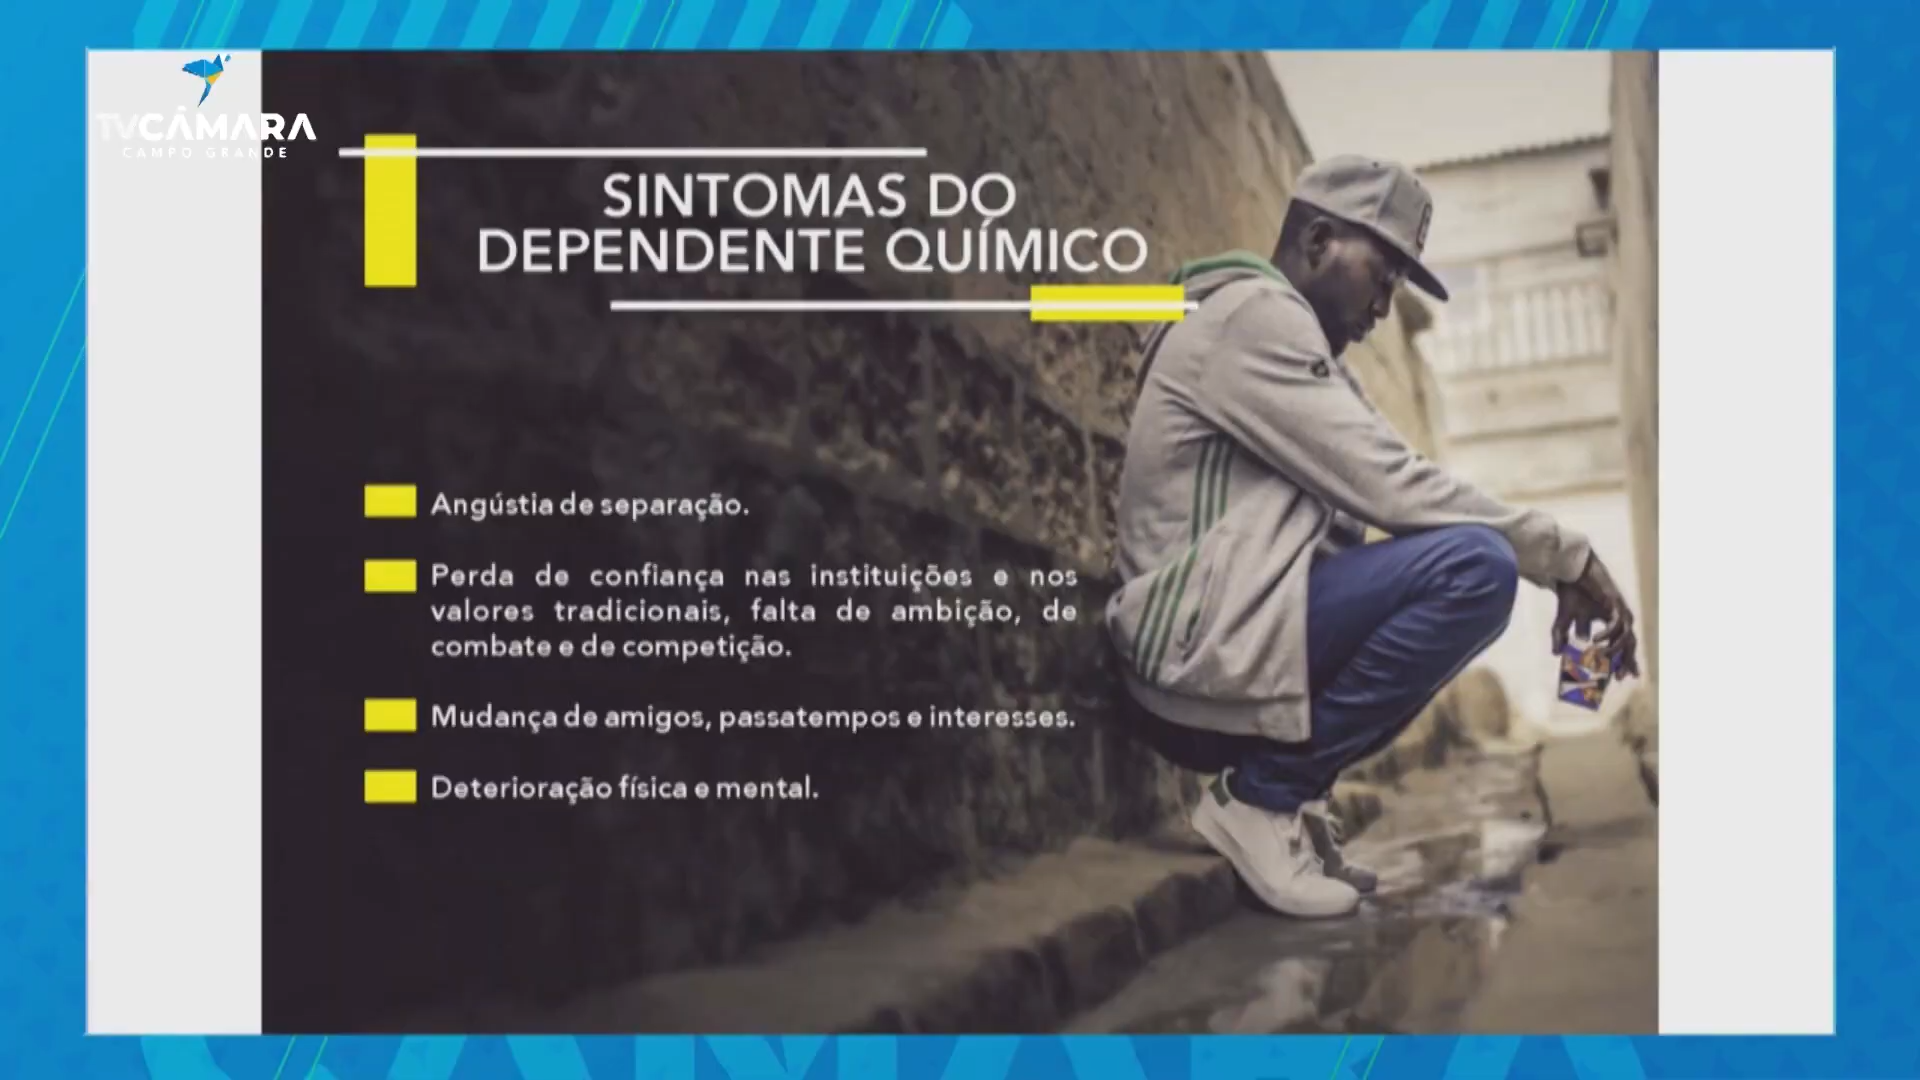 TVCÂMARA
CAMPO GRANDE
SINTOMAS DO
DEPENDENTE QUÍMICO
Angústia de separação.
Perda de confiança nas instituições e nos
valores tradicionais, falta de ambição, de
combate e de competição.
Mudança de amigos, passatempos e interesses.
Deterioração física e mental.